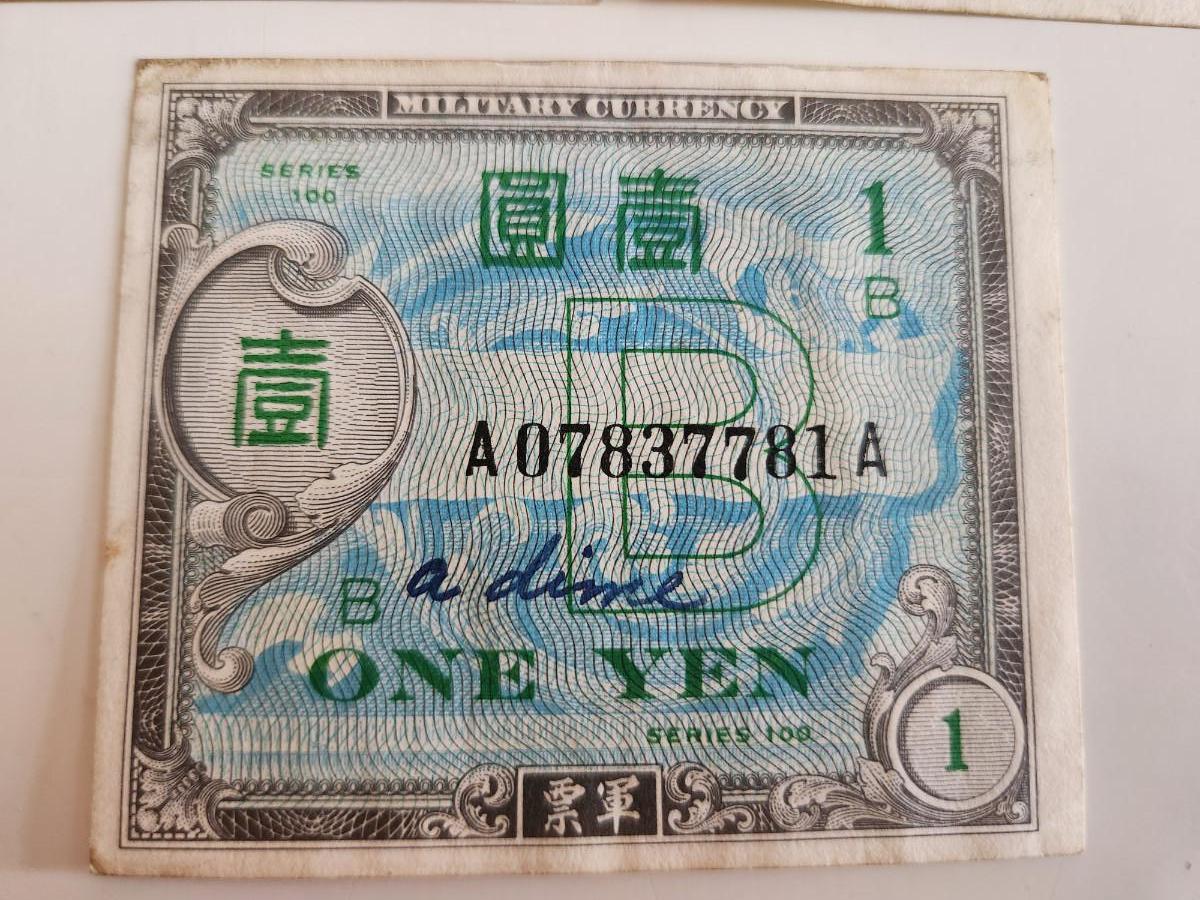 MILITARY CURRENCY
SERIES
100
圓壹
1
B
壹
B
A07837781A
a dime
B
ONE YEN
SERIES 100
1
票軍